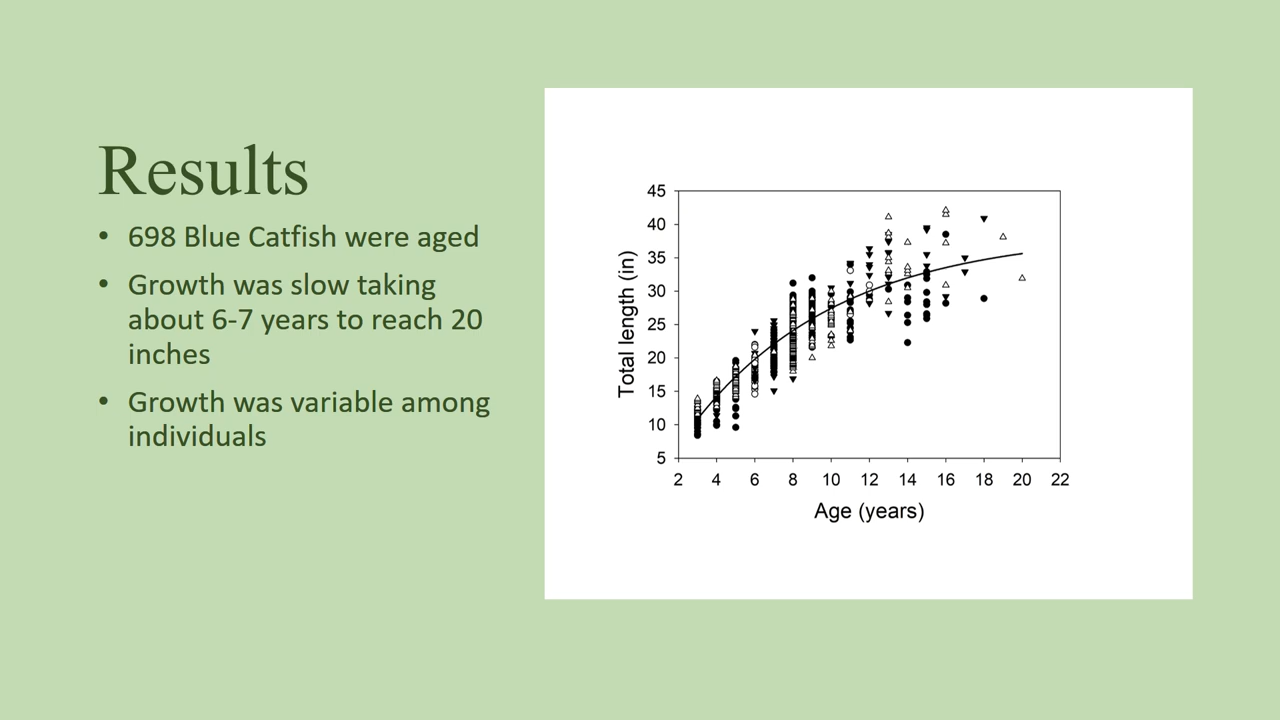 Results
• 698 Blue Catfish were aged
• Growth was slow taking
about 6-7 years to reach 20
inches
• Growth was variable among
individuals
Total length (in)
45
40
35
30
25
20
15
10
5
2 4 6 8 10 12 14 16 18 20 22
Age (years)